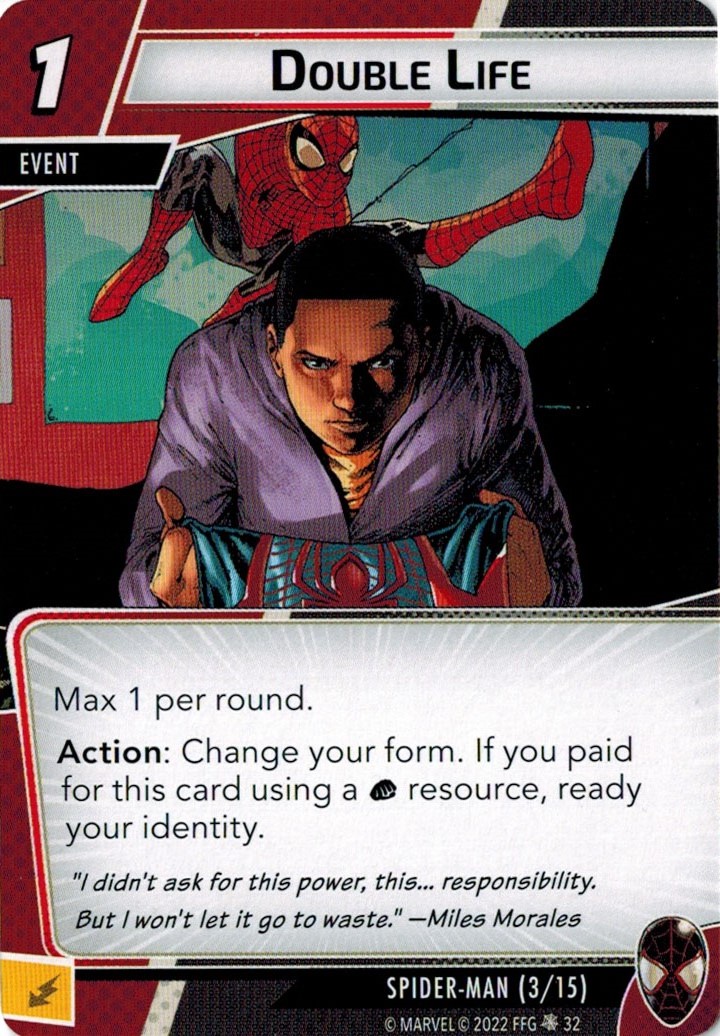 1
Double Life
EVENT
Max 1 per round.
Action: Change your form. If you paid
for this card using a resource, ready
your identity.
"I didn't ask for this power, this... responsibility.
But I won't let it go to waste." —Miles Morales
SPIDER-MAN (3/15)
© MARVEL © 2022 FFG 32